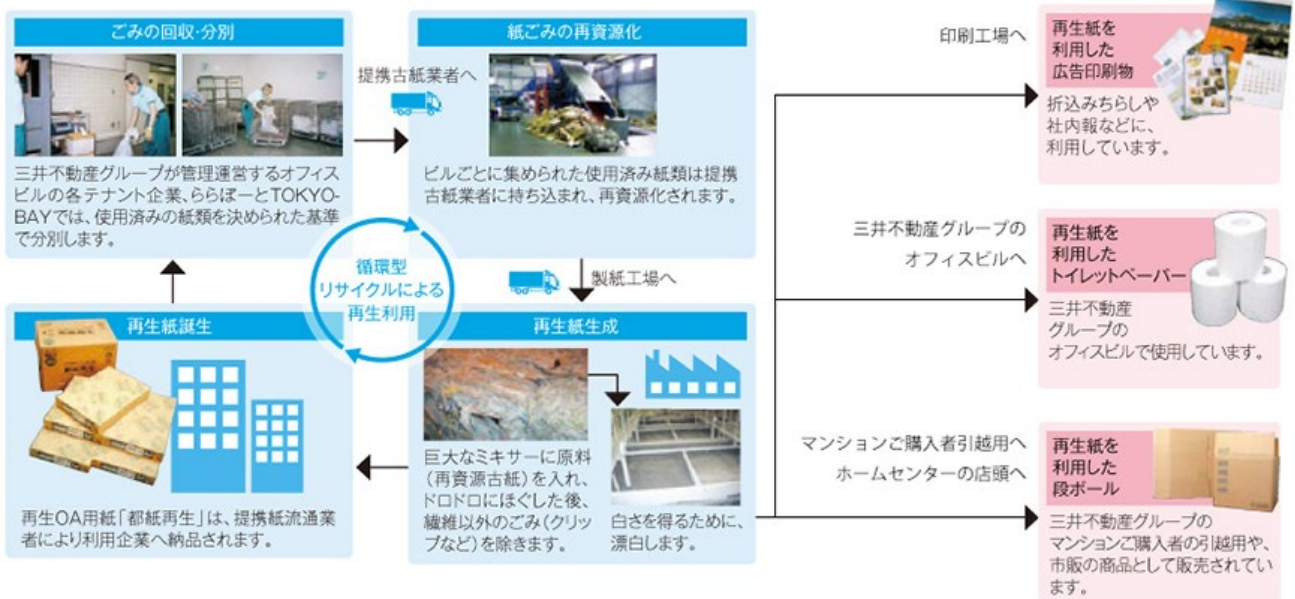 ごみの回収・分別
三井不動産グループが管理運営するオフィス
ビルの各テナント企業、ららぽーとTOKYO-
BAYでは、使用済みの紙類を決められた基準
で分別します。
提携古紙業者へ
紙ごみの再資源化
ビルごとに集められた使用済み紙類は提携
古紙業者に持ち込まれ、再資源化されます。
循環型
リサイクルによる
再生利用
製紙工場へ
再生紙誕生
再生OA用紙「都紙再生」は、提携紙流通業
者により利用企業へ納品されます。
再生紙生成
巨大なミキサーに原料
（再資源古紙）を入れ、
ドロドロにほぐした後、
繊維以外のごみ（クリッ
プなど）を除きます。
白さを得るために、
漂白します。
印刷工場へ
再生紙を
利用した
広告印刷物
折込みちらしや
社内報などに、
利用しています。
三井不動産グループの
オフィスビルへ
再生紙を
利用した
トイレットペーパー
三井不動産
グループの
オフィスビルで使用しています。
マンションご購入者引越用へ
ホームセンターの店頭へ
再生紙を
利用した
段ボール
三井不動産グループの
マンションご購入者の引越用や、
市販の商品として販売されてい
ます。